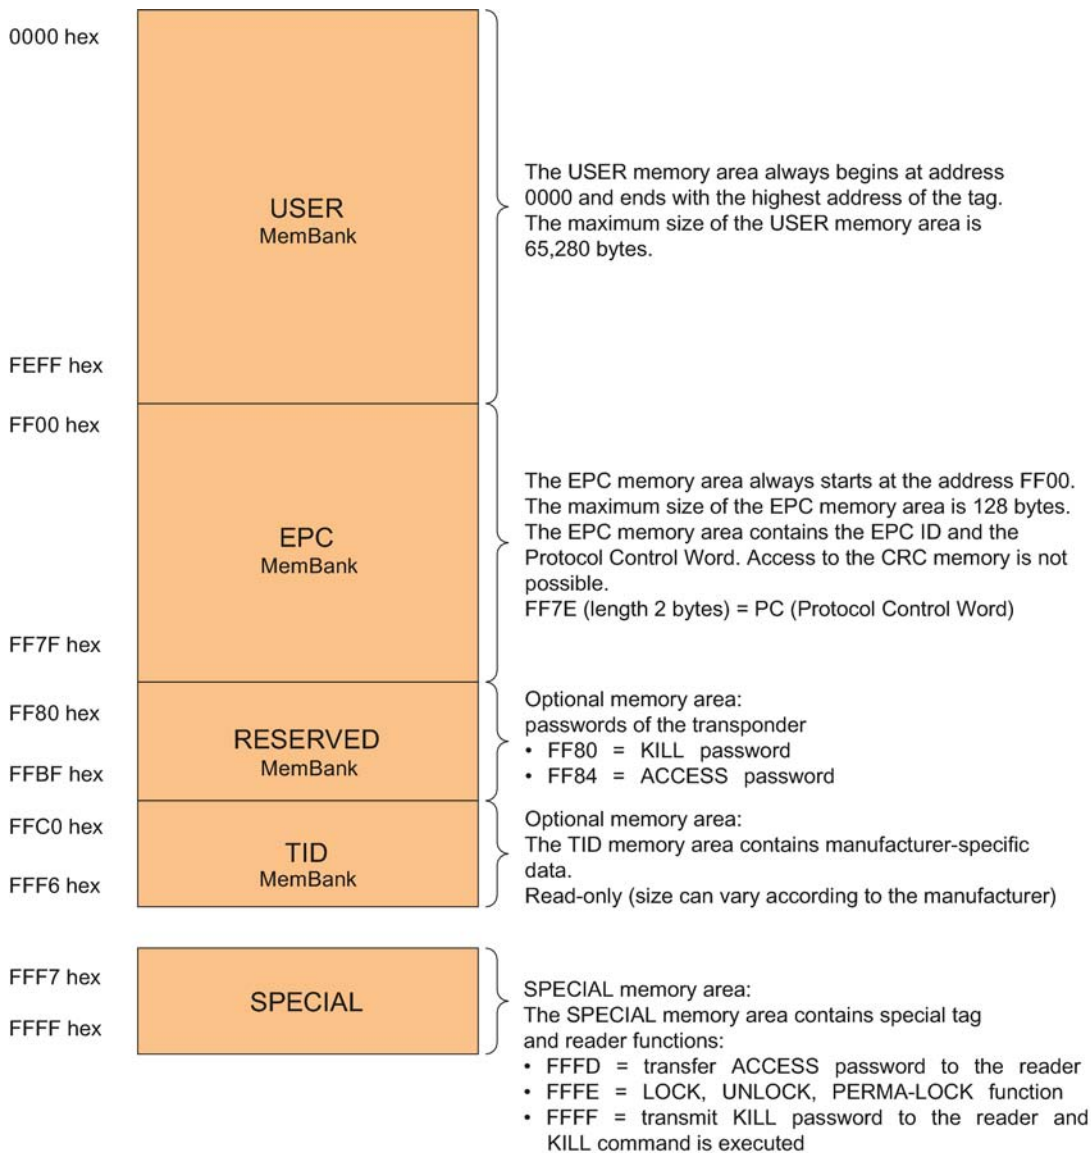 0000 hex
USER
MemBank
The USER memory area always begins at address
0000 and ends with the highest address of the tag.
The maximum size of the USER memory area is
65,280 bytes.
FEFF hex
FF00 hex
EPC
MemBank
The EPC memory area always starts at the address FF00.
The maximum size of the EPC memory area is 128 bytes.
The EPC memory area contains the EPC ID and the
Protocol Control Word. Access to the CRC memory is not
possible.
FF7E (length 2 bytes) = PC (Protocol Control Word)
FF7F hex
FF80 hex
FFBF hex
RESERVED
MemBank
Optional memory area:
passwords of the transponder
• FF80 = KILL password
• FF84 = ACCESS password
FFC0 hex
FFF6 hex
TID
MemBank
Optional memory area:
The TID memory area contains manufacturer-specific
data.
Read-only (size can vary according to the manufacturer)
FFF7 hex
FFFF hex
SPECIAL
SPECIAL memory area:
The SPECIAL memory area contains special tag
and reader functions:
• FFFD = transfer ACCESS password to the reader
• FFFE = LOCK, UNLOCK, PERMA-LOCK function
• FFFF = transmit KILL password to the reader and
KILL command is executed